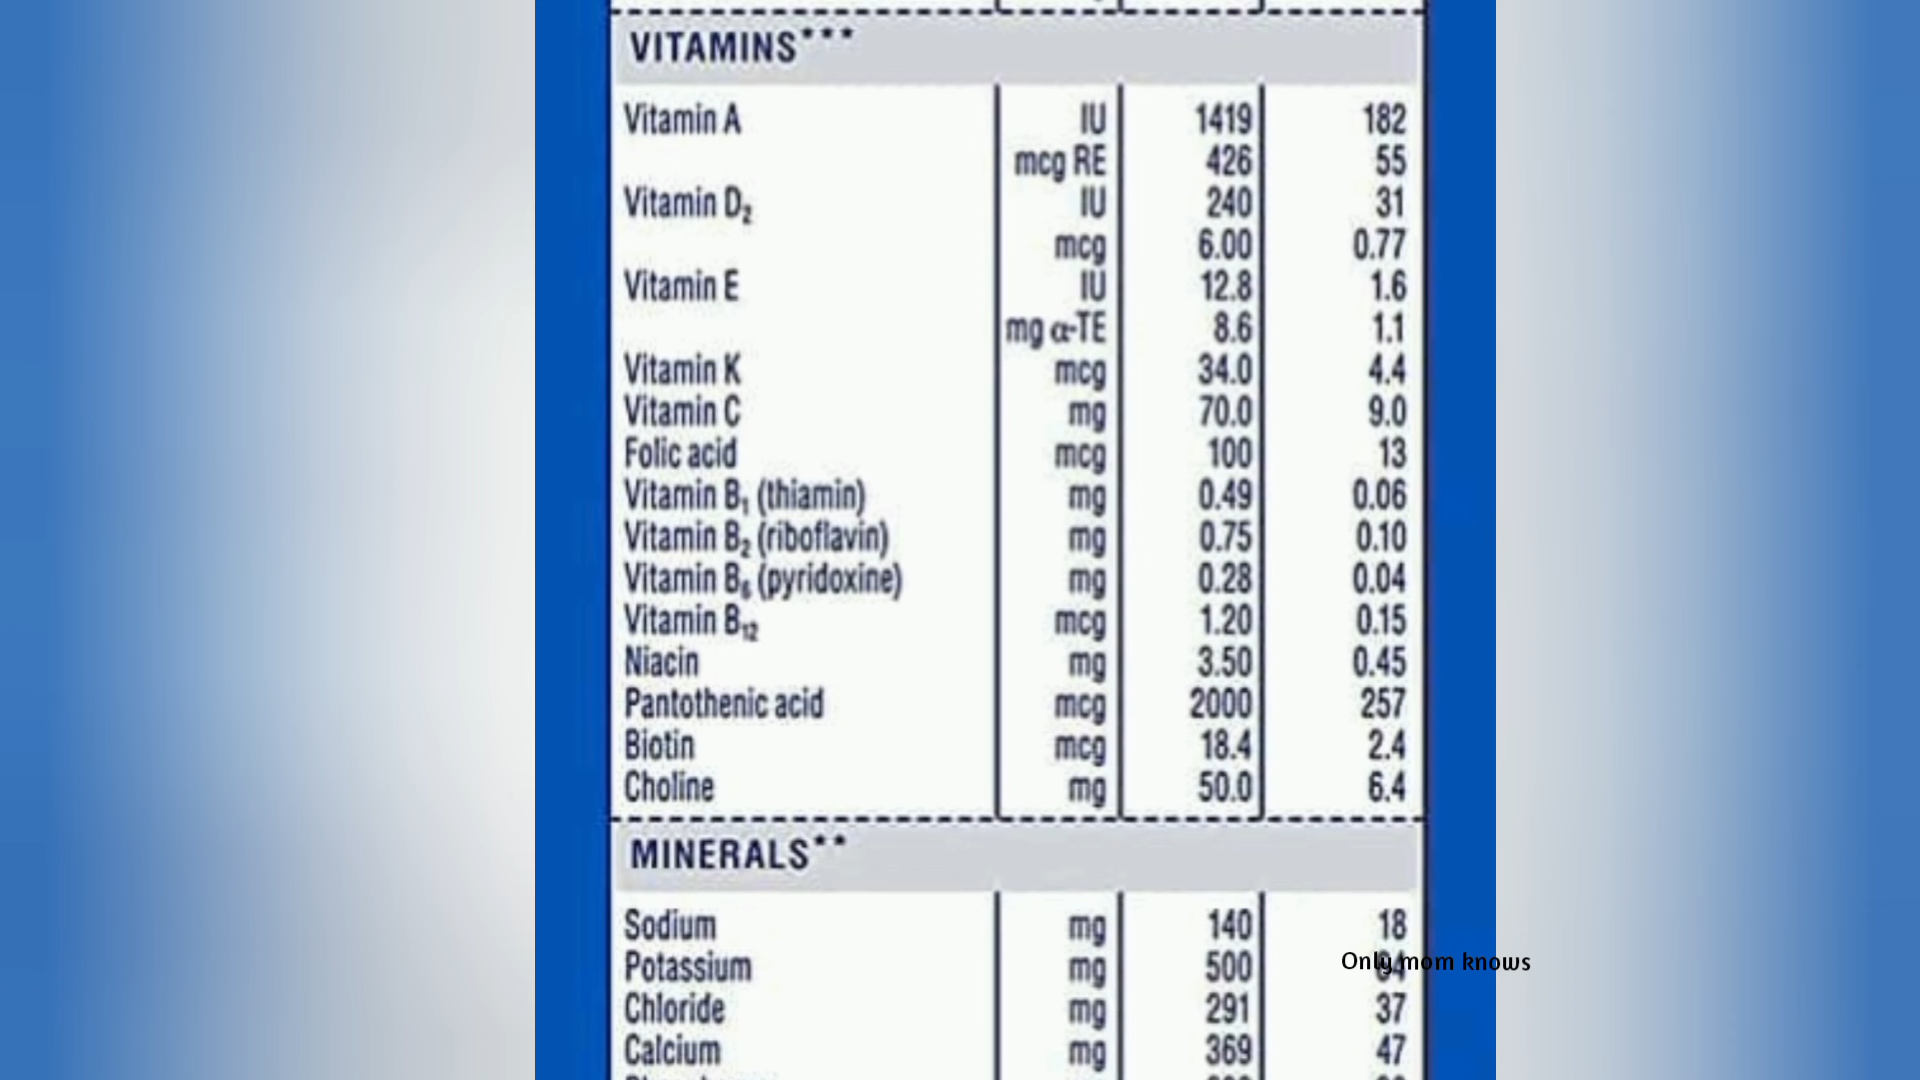 VITAMINS***
Vitamin A IU 1419 182
mcg RE 426 55
Vitamin D₂ IU 240 31
mcg 6.00 0.77
Vitamin E IU 12.8 1.6
mg α-TE 8.6 1.1
Vitamin K mcg 34.0 4.4
Vitamin C mg 70.0 9.0
Folic acid mcg 100 13
Vitamin B₁ (thiamin) mg 0.49 0.06
Vitamin B₂ (riboflavin) mg 0.75 0.10
Vitamin B₆ (pyridoxine) mg 0.28 0.04
Vitamin B₁₂ mcg 1.20 0.15
Niacin mg 3.50 0.45
Pantothenic acid mcg 2000 257
Biotin mcg 18.4 2.4
Choline mg 50.0 6.4
MINERALS**
Sodium mg 140 18
Potassium mg 500
Only mom knows
Chloride mg 291 37
Calcium mg 369 47